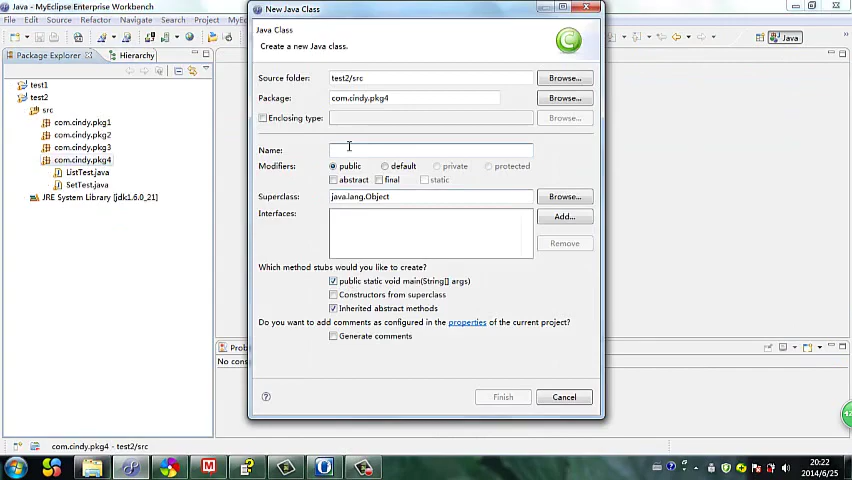 Java - MyEclipse Enterprise Workbench
New Java Class
File Edit Source Refactor Navigate Search Project
Java Class
Create a new Java class.
Java
Package Explorer
Hierarchy
test1
test2
src
com.cindy.pkg1
com.cindy.pkg2
com.cindy.pkg3
com.cindy.pkg4
ListTest.java
SetTest.java
JRE System Library [jdk1.6.0_21]
Source folder: test2/src Browse...
Package: com.cindy.pkg4 Browse...
Enclosing type: Browse...
Name:
Modifiers: public default private protected
abstract final static
Superclass: java.lang.Object Browse...
Interfaces: Add...
Remove
Which method stubs would you like to create?
public static void main(String[] args)
Constructors from superclass
Inherited abstract methods
Do you want to add comments as configured in the properties of the current project?
Generate comments
Finish Cancel
No cons
com.cindy.pkg4 - test2/src
20:22
2014/6/25